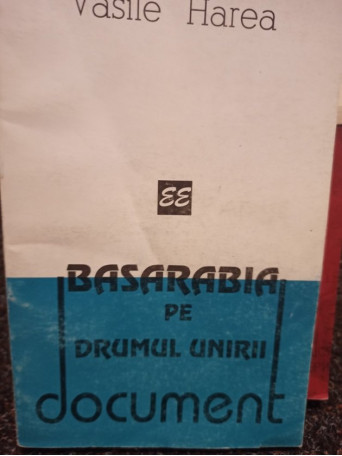 Vasile Harea
EE
BASARABIA
PE
DRUMUL UNIRII
document